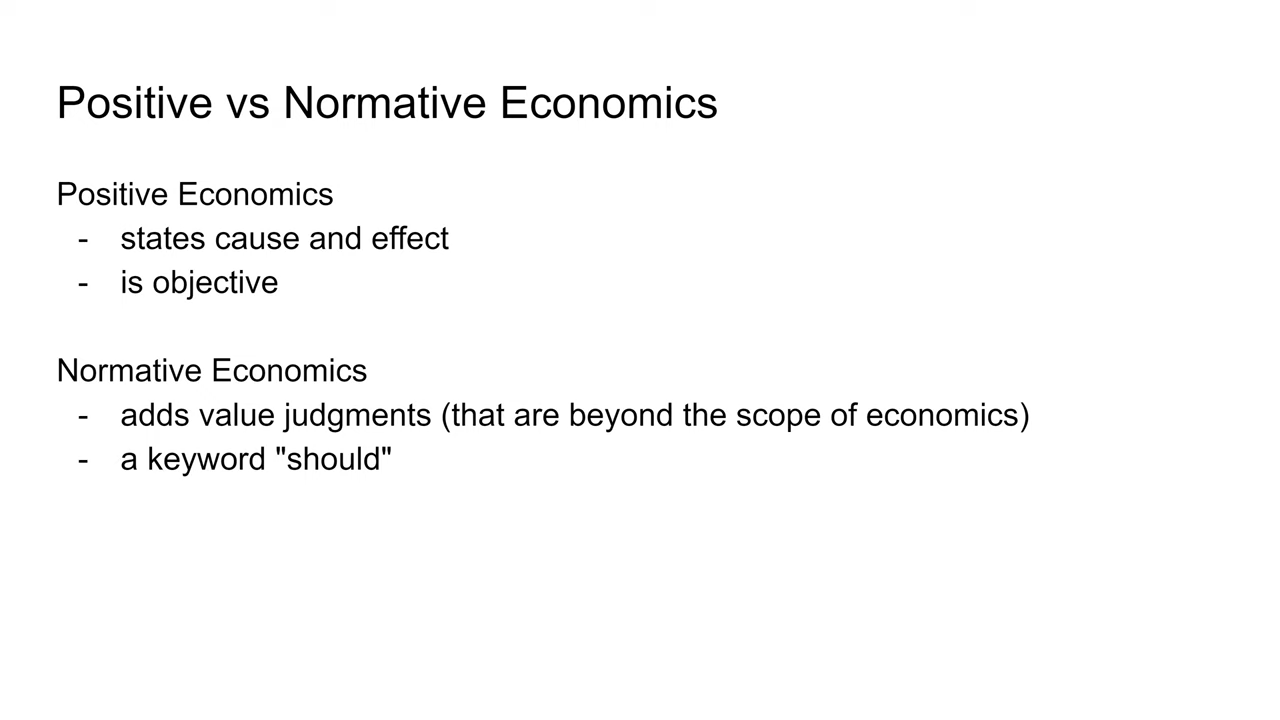 Positive vs Normative Economics
Positive Economics
- states cause and effect
- is objective
Normative Economics
- adds value judgments (that are beyond the scope of economics)
- a keyword "should"